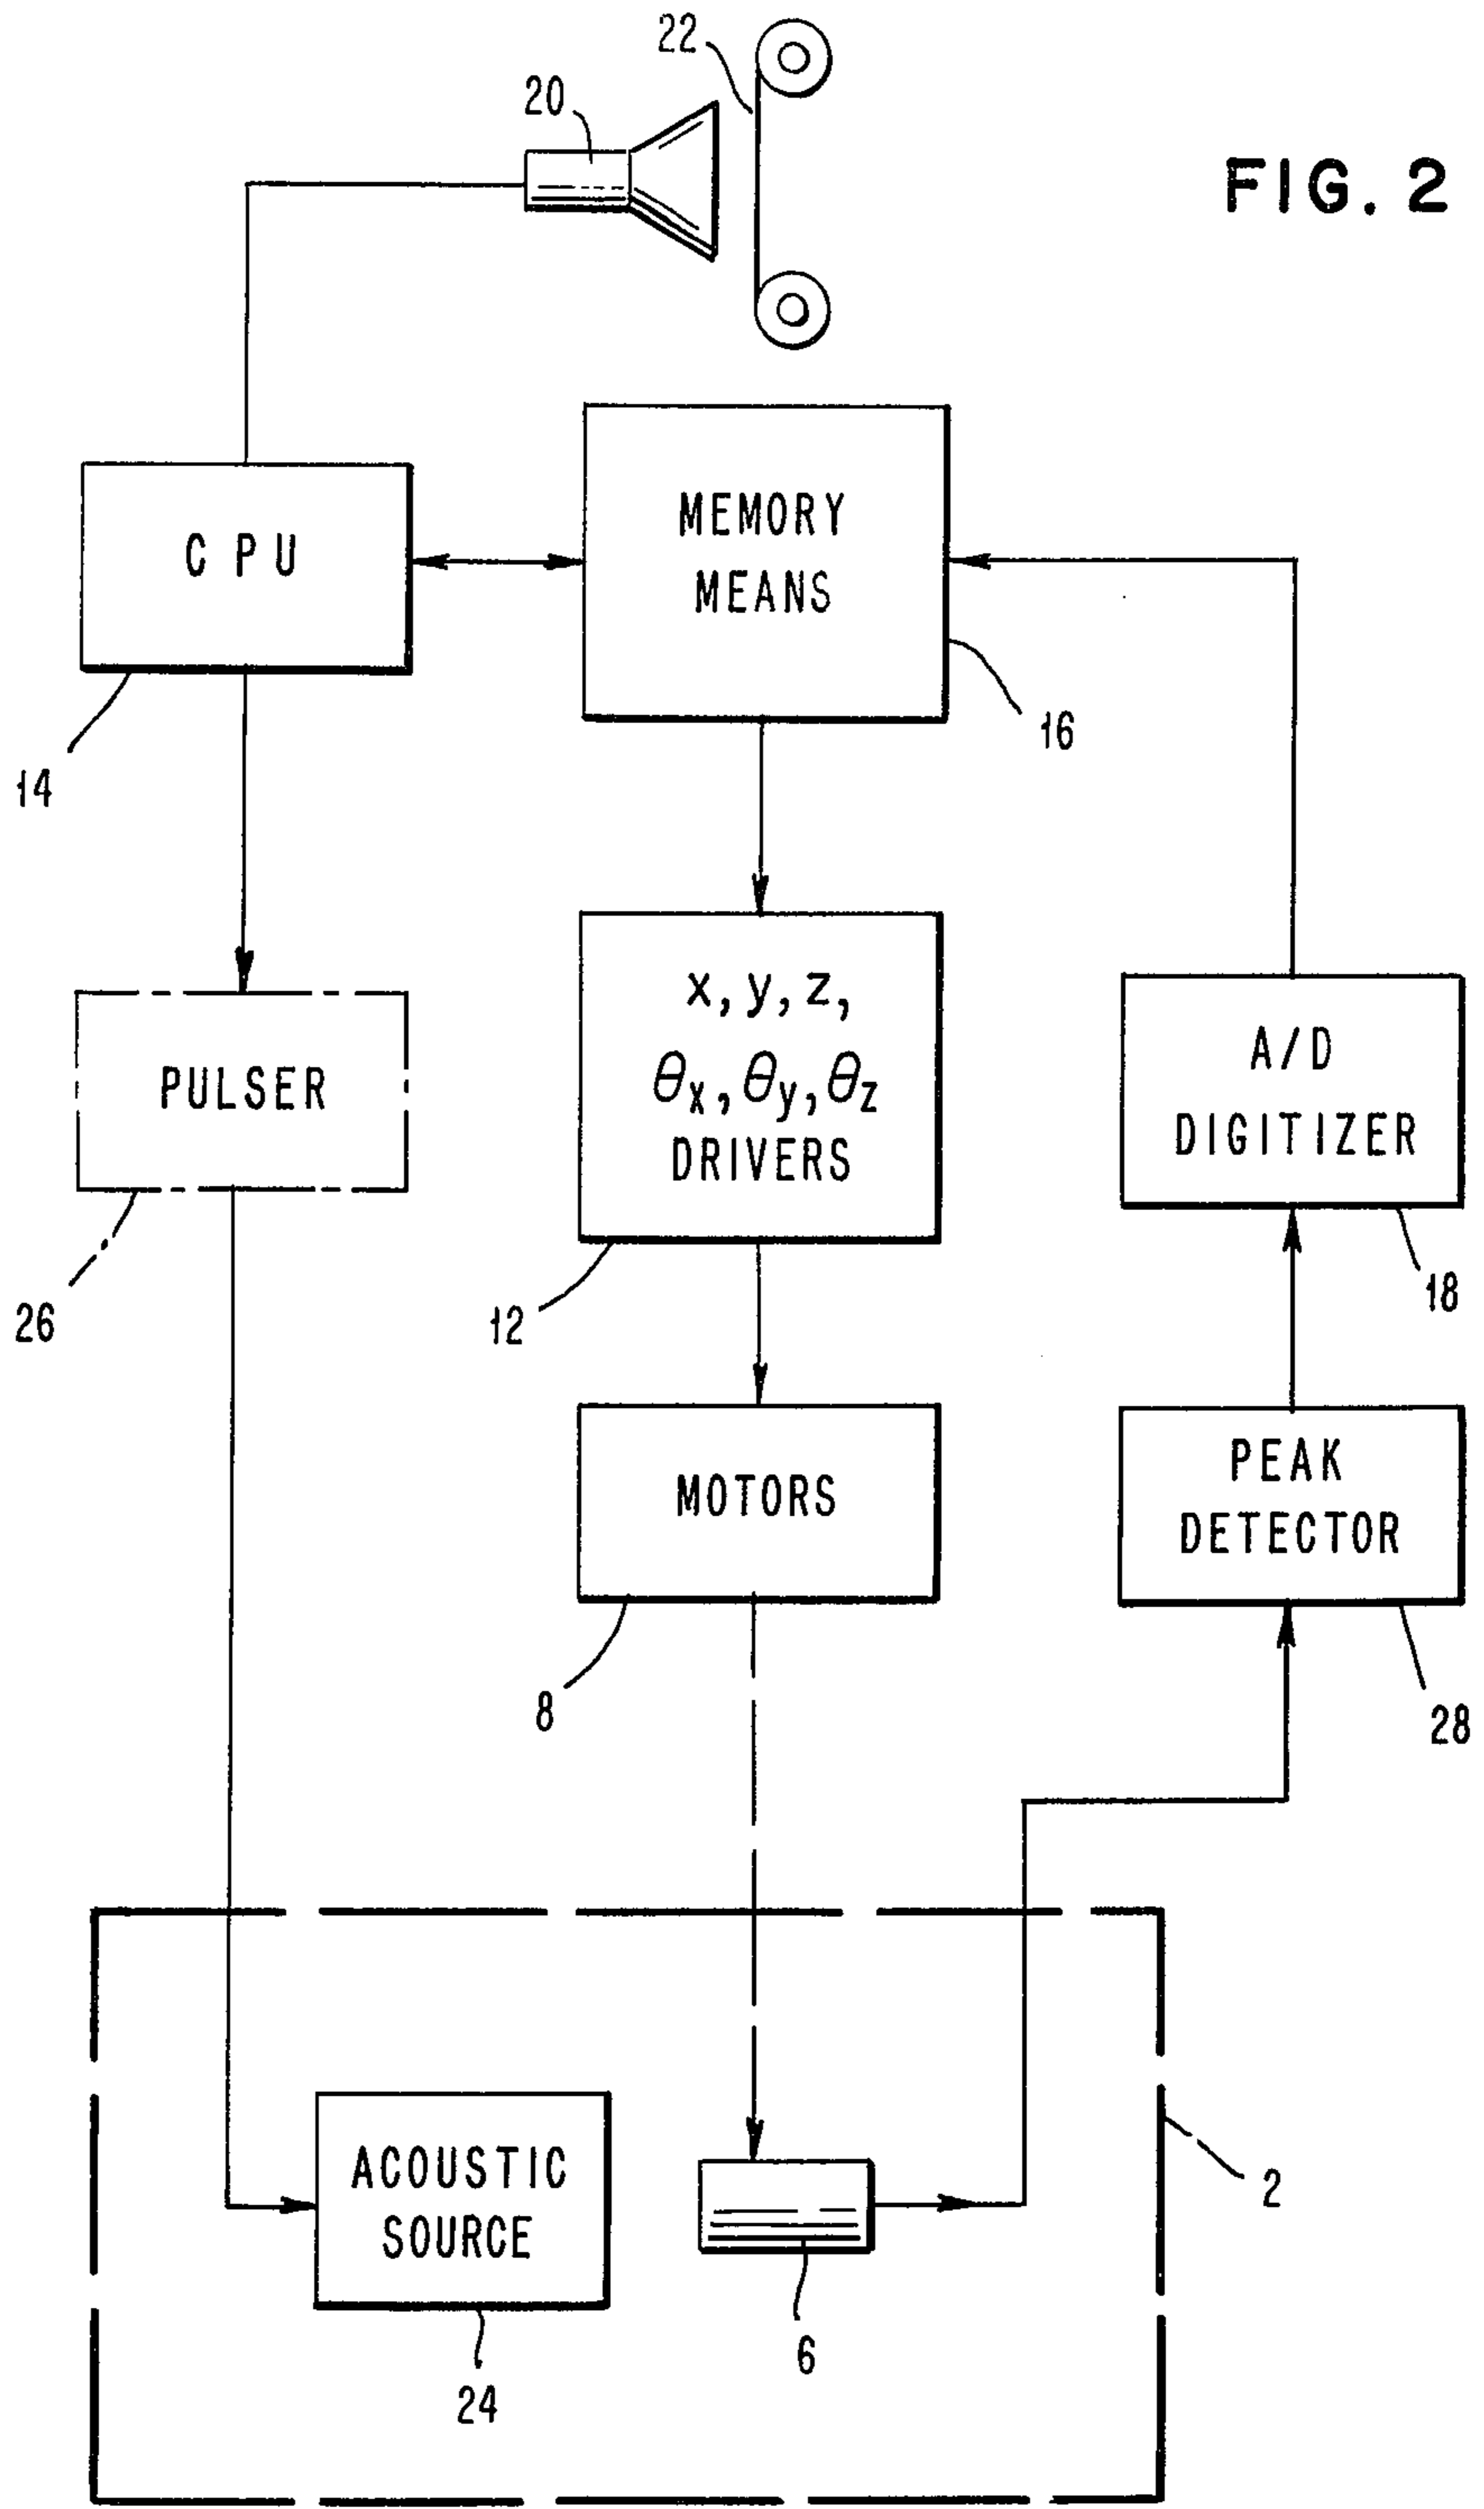 22
20
FIG. 2
CPU
MEMORY
MEANS
16
14
x, y, z,
θx, θy, θz
DRIVERS
A/D
DIGITIZER
PULSER
18
26
12
MOTORS
PEAK
DETECTOR
8
28
ACOUSTIC
SOURCE
2
6
24